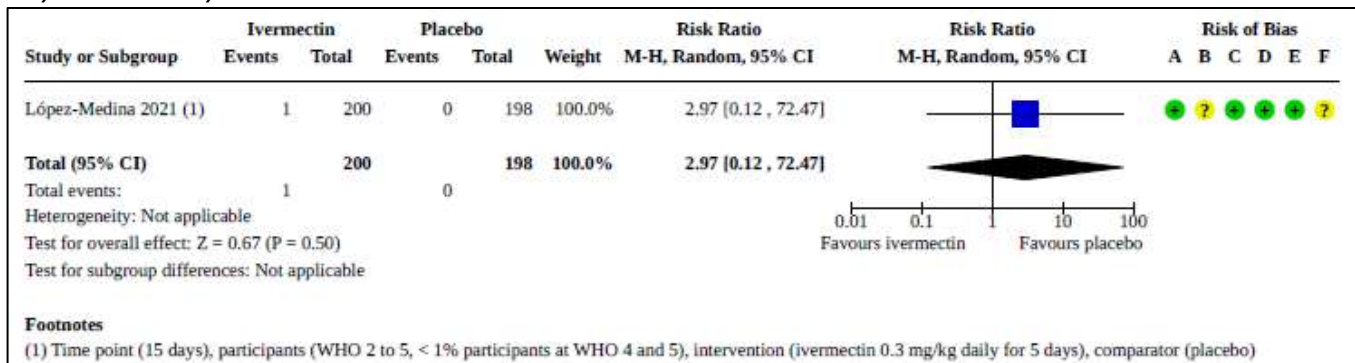 Ivermectin Placebo Risk Ratio Risk Ratio Risk of Bias
Study or Subgroup Events Total Events Total Weight M-H, Random, 95% CI M-H, Random, 95% CI A B C D E F
López-Medina 2021 (1) 1 200 0 198 100.0% 2.97 [0.12 , 72.47] + ? + + + ?
Total (95% CI) 200 198 100.0% 2.97 [0.12 , 72.47]
Total events: 1 0
Heterogeneity: Not applicable
0.01 0.1 1 10 100
Test for overall effect: Z = 0.67 (P = 0.50) Favours ivermectin Favours placebo
Test for subgroup differences: Not applicable
Footnotes
(1) Time point (15 days), participants (WHO 2 to 5, < 1% participants at WHO 4 and 5), intervention (ivermectin 0.3 mg/kg daily for 5 days), comparator (placebo)